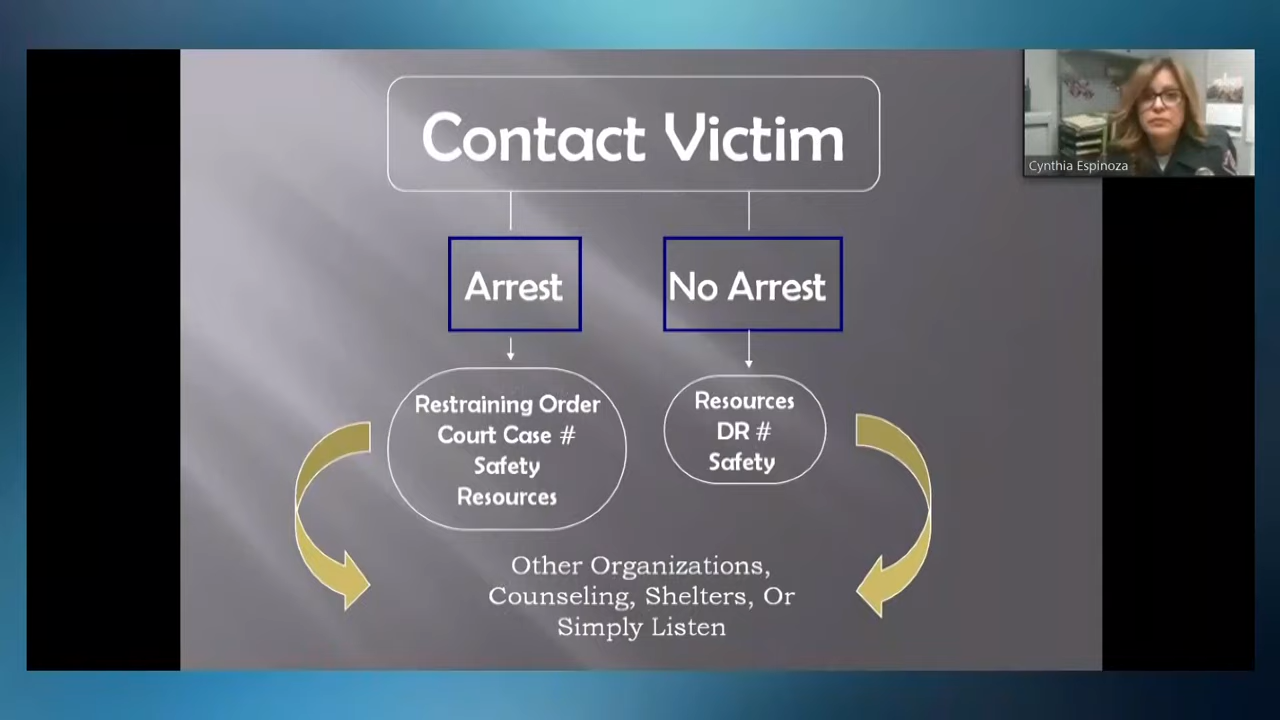 Contact Victim
Cynthia Espinoza
Arrest
No Arrest
Restraining Order
Court Case #
Safety
Resources
Resources
DR #
Safety
Other Organizations,
Counseling, Shelters, Or
Simply Listen